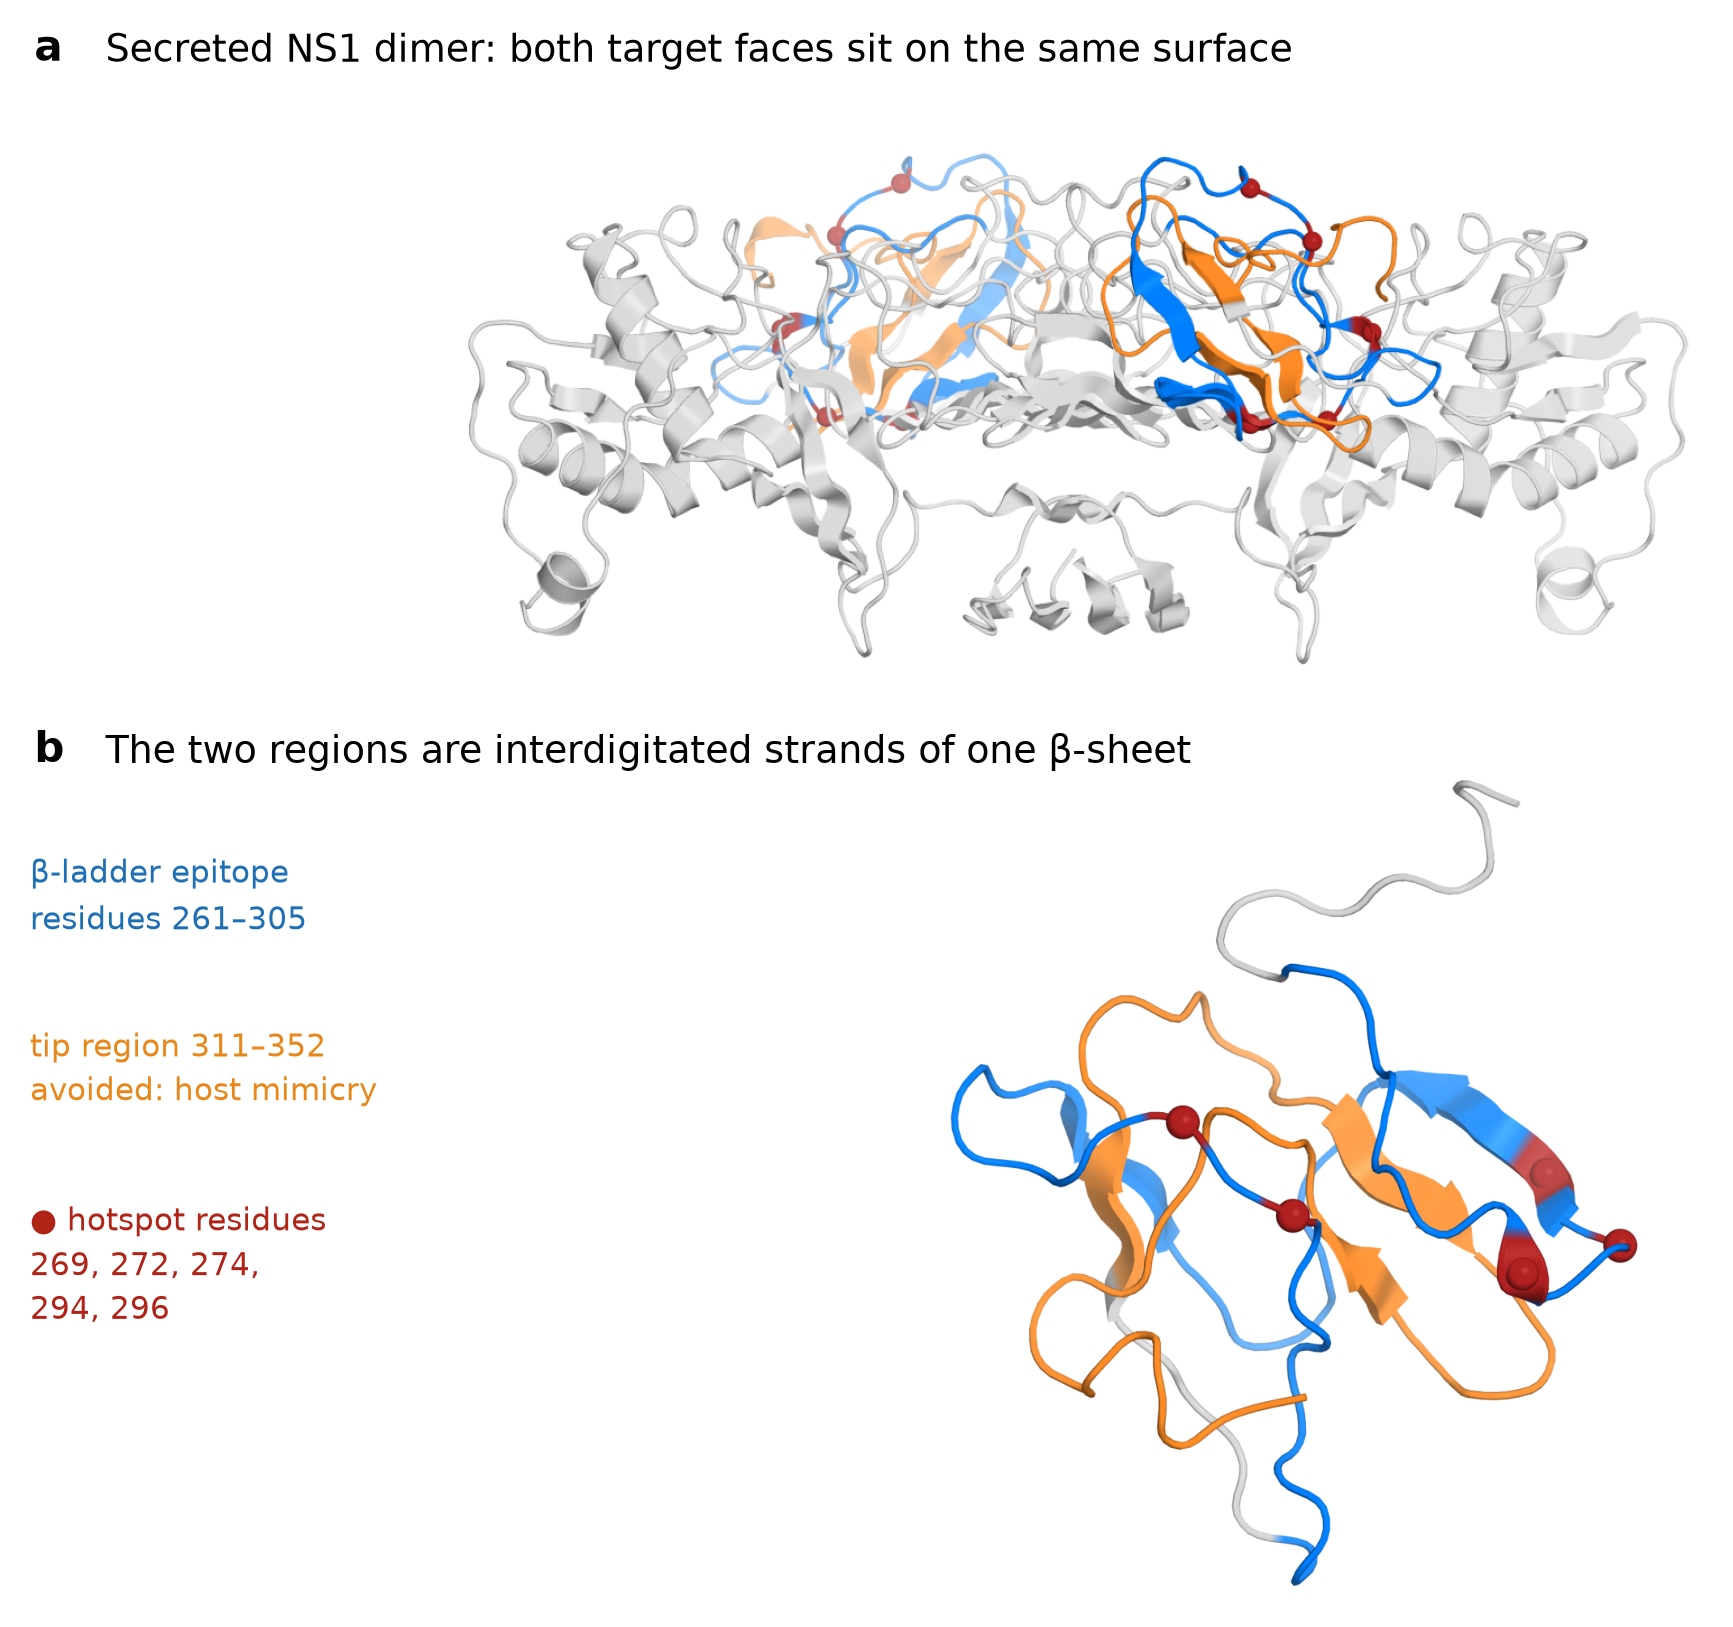 a Secreted NS1 dimer: both target faces sit on the same surface
b The two regions are interdigitated strands of one β-sheet
β-ladder epitope
residues 261–305
tip region 311–352
avoided: host mimicry
● hotspot residues
269, 272, 274,
294, 296